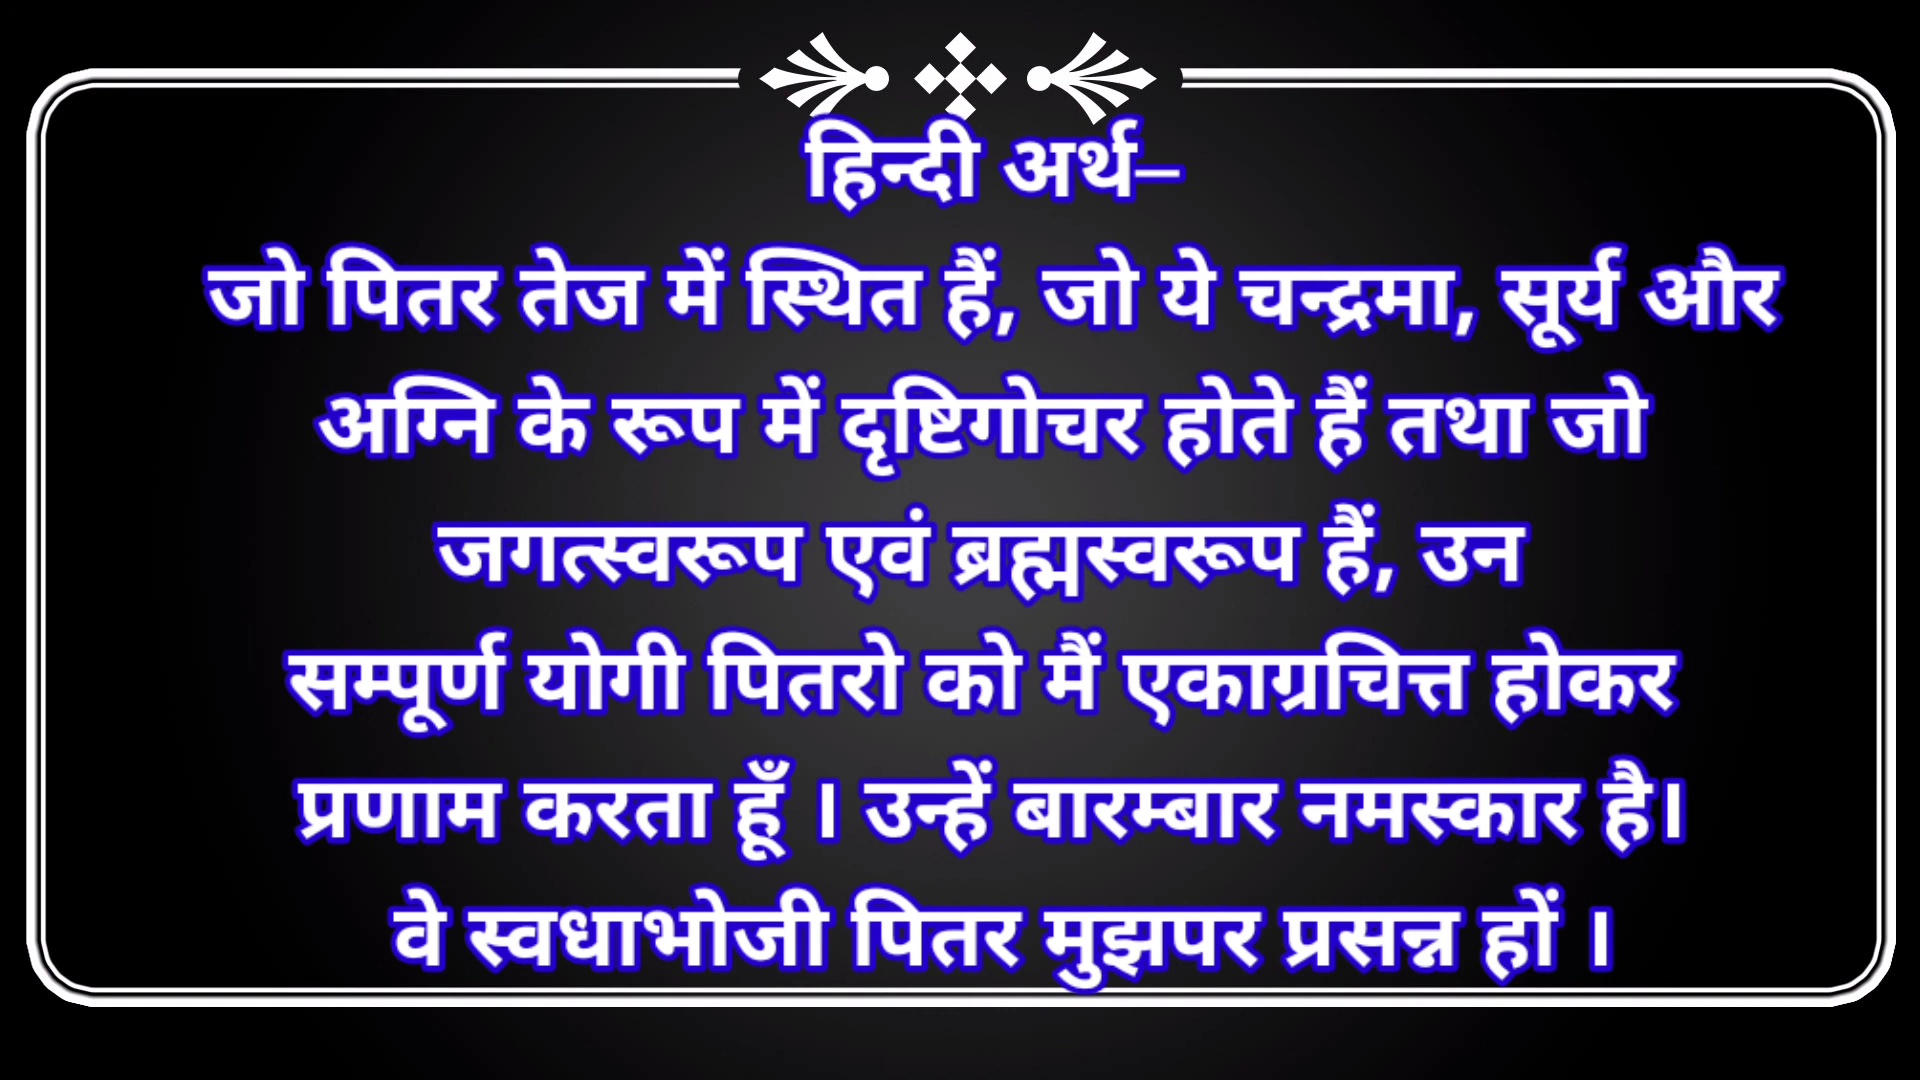 हिन्दी अर्थ–
जो पितर तेज में स्थित हैं, जो ये चन्द्रमा, सूर्य और
अग्नि के रूप में दृष्टिगोचर होते हैं तथा जो
जगत्स्वरूप एवं ब्रह्मस्वरूप हैं, उन
सम्पूर्ण योगी पितरो को मैं एकाग्रचित्त होकर
प्रणाम करता हूँ । उन्हें बारम्बार नमस्कार है।
वे स्वधाभोजी पितर मुझपर प्रसन्न हों ।